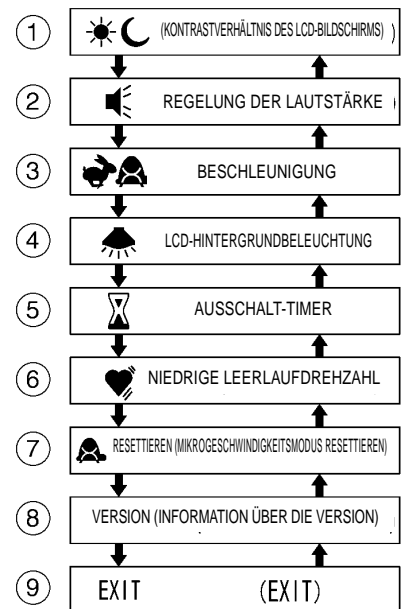 ① (KONTRASTVERHÄLTNIS DES LCD-BILDSCHIRMS) )
② REGELUNG DER LAUTSTÄRKE
③ BESCHLEUNIGUNG
④ LCD-HINTERGRUNDBELEUCHTUNG
⑤ AUSSCHALT-TIMER
⑥ NIEDRIGE LEERLAUFDREHZAHL
⑦ RESETTIEREN (MIKROGESCHWINDIGKEITSMODUS RESETTIEREN)
⑧ VERSION (INFORMATION ÜBER DIE VERSION)
⑨ EXIT (EXIT)